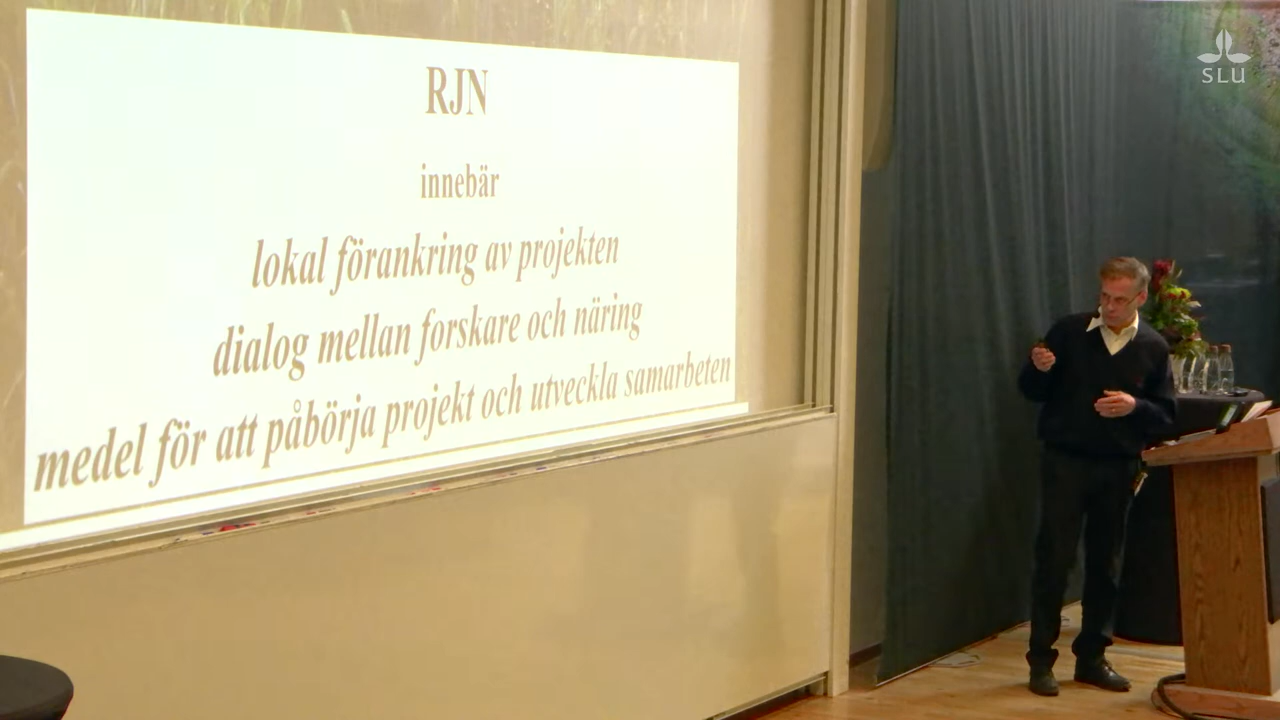 RJN
innebär
lokal förankring av projekten
dialog mellan forskare och näring
medel för att påbörja projekt och utveckla samarbeten
SLU